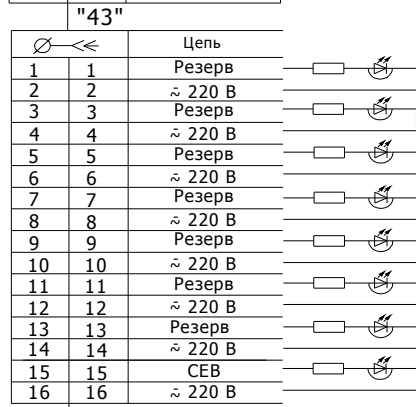 "43"
Цепь
1 1 Резерв
2 2 ~ 220 В
3 3 Резерв
4 4 ~ 220 В
5 5 Резерв
6 6 ~ 220 В
7 7 Резерв
8 8 ~ 220 В
9 9 Резерв
10 10 ~ 220 В
11 11 Резерв
12 12 ~ 220 В
13 13 Резерв
14 14 ~ 220 В
15 15 СЕВ
16 16 ~ 220 В